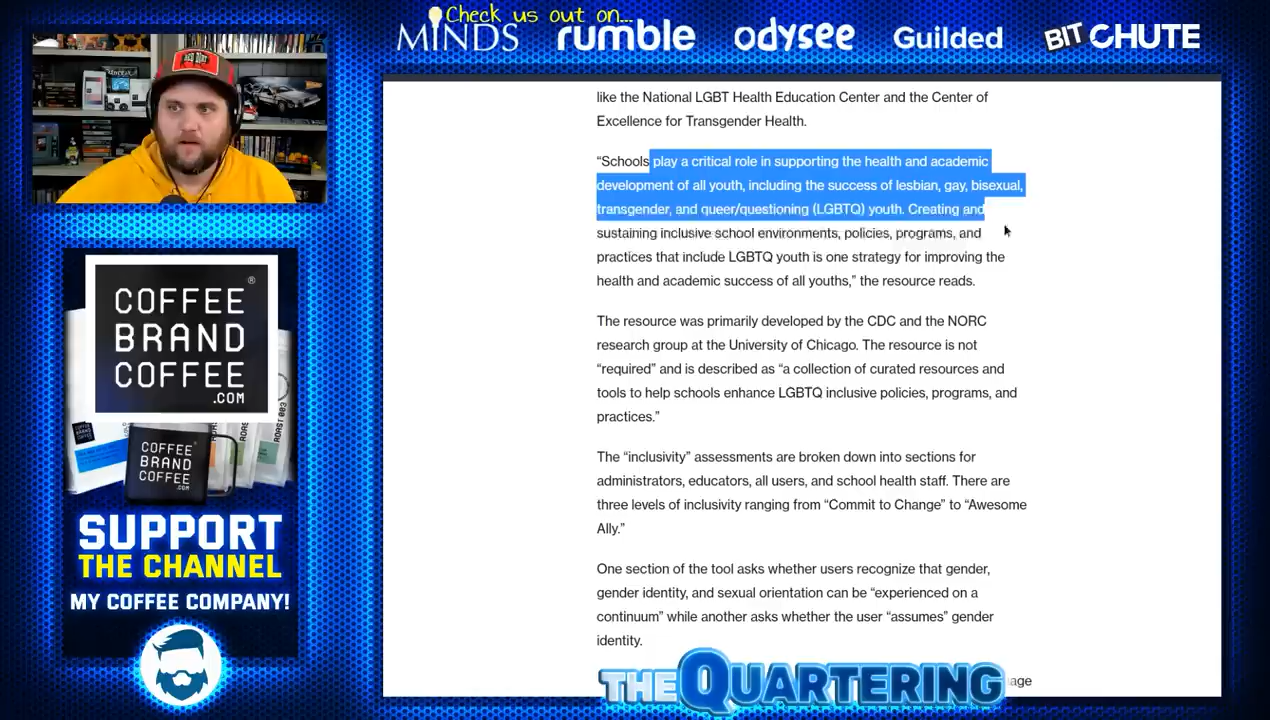 Check us out on...
MINDS
rumble
odysee
Guilded
BIT CHUTE
like the National LGBT Health Education Center and the Center of
Excellence for Transgender Health.
“Schools play a critical role in supporting the health and academic
development of all youth, including the success of lesbian, gay, bisexual,
transgender, and queer/questioning (LGBTQ) youth. Creating and
sustaining inclusive school environments, policies, programs, and
practices that include LGBTQ youth is one strategy for improving the
health and academic success of all youths,” the resource reads.
The resource was primarily developed by the CDC and the NORC
research group at the University of Chicago. The resource is not
“required” and is described as “a collection of curated resources and
tools to help schools enhance LGBTQ inclusive policies, programs, and
practices.”
The “inclusivity” assessments are broken down into sections for
administrators, educators, all users, and school health staff. There are
three levels of inclusivity ranging from “Commit to Change” to “Awesome
Ally.”
One section of the tool asks whether users recognize that gender,
gender identity, and sexual orientation can be “experienced on a
continuum” while another asks whether the user “assumes” gender
identity.
THE QUARTERING
COFFEE ®
BRAND
COFFEE
.COM
ROAST 003
COFFEE
BRAND
COFFEE
.COM
SUPPORT
THE CHANNEL
MY COFFEE COMPANY!